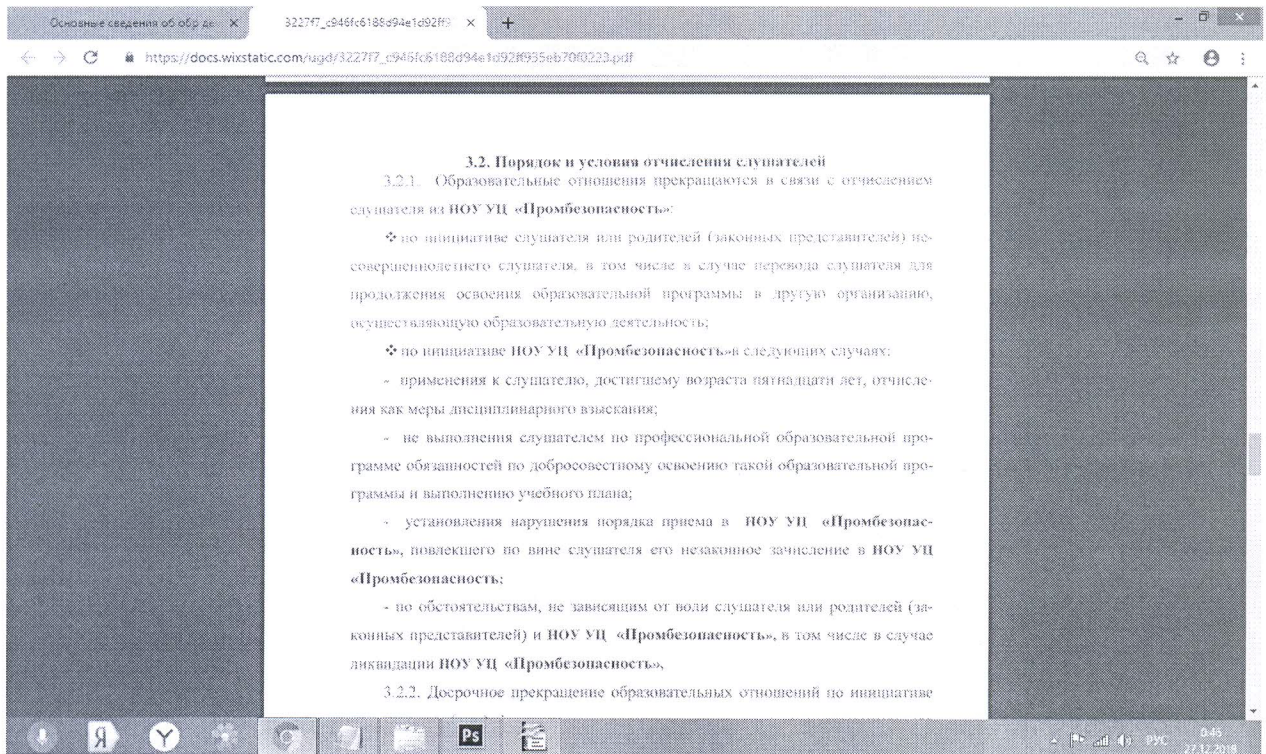 Основные сведения об обр де
3227f7_c946fc6188d94e1d92ff9
https://docs.wixstatic.com/ugd/3227f7_c946fc6188d94e1d92ff935eb70f0223.pdf
3.2. Порядок и условия отчисления слушателей
3.2.1. Образовательные отношения прекращаются в связи с отчислением
слушателя из НОУ УЦ «Промбезопасность»:
❖ по инициативе слушателя или родителей (законных представителей) не-
совершеннолетнего слушателя, в том числе в случае перевода слушателя для
продолжения освоения образовательной программы в другую организацию,
осуществляющую образовательную деятельность;
❖ по инициативе НОУ УЦ «Промбезопасность»в следующих случаях:
- применения к слушателю, достигшему возраста пятнадцати лет, отчисле-
ния как меры дисциплинарного взыскания;
- не выполнения слушателем по профессиональной образовательной про-
грамме обязанностей по добросовестному освоению такой образовательной про-
граммы и выполнению учебного плана;
- установления нарушения порядка приема в НОУ УЦ «Промбезопас-
ность», повлекшего по вине слушателя его незаконное зачисление в НОУ УЦ
«Промбезопасность;
- по обстоятельствам, не зависящим от воли слушателя или родителей (за-
конных представителей) и НОУ УЦ «Промбезопасность», в том числе в случае
ликвидации НОУ УЦ «Промбезопасность».
3.2.2. Досрочное прекращение образовательных отношений по инициативе
Я Y Ps РУС 0:46
27.12.2018